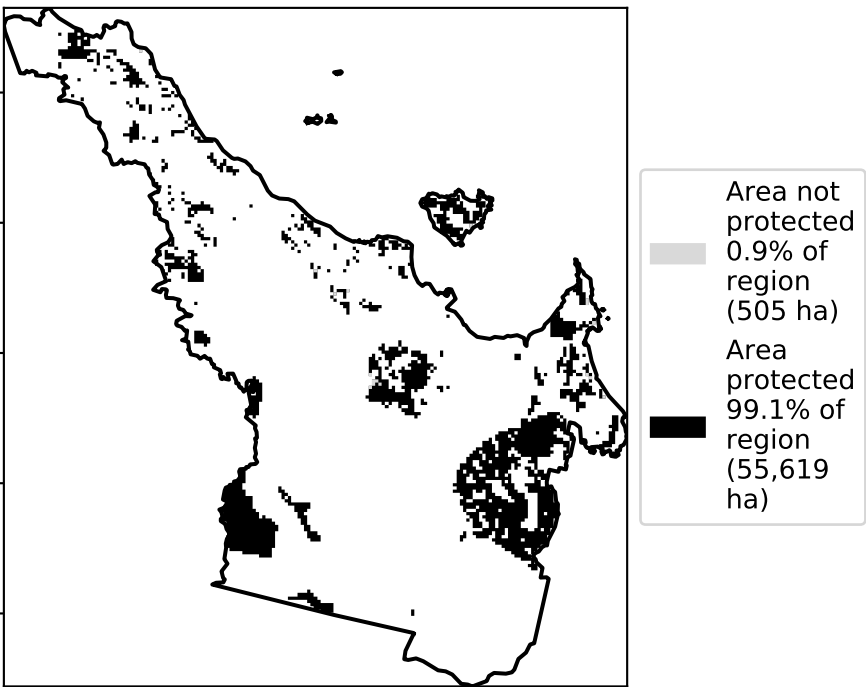 Area not
protected
0.9% of
region
(505 ha)
Area
protected
99.1% of
region
(55,619
ha)